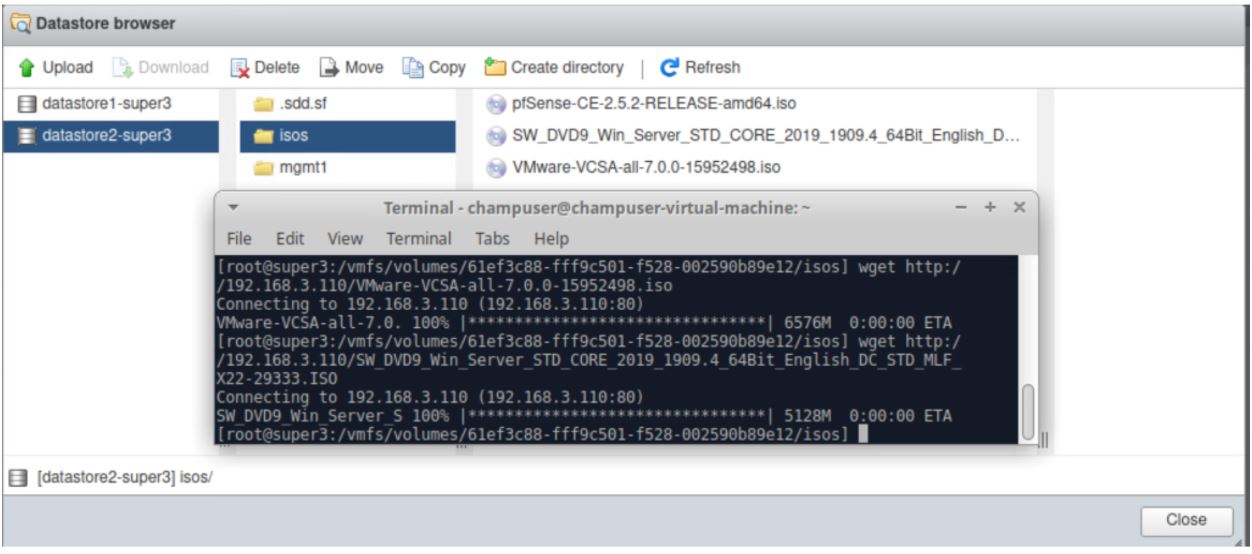 Datastore browser
Upload Download Delete Move Copy Create directory | Refresh
datastore1-super3 .sdd.sf pfSense-CE-2.5.2-RELEASE-amd64.iso
datastore2-super3 isos SW_DVD9_Win_Server_STD_CORE_2019_1909.4_64Bit_English_D...
mgmt1 VMware-VCSA-all-7.0.0-15952498.iso
Terminal - champuser@champuser-virtual-machine: ~
File Edit View Terminal Tabs Help
[root@super3:/vmfs/volumes/61ef3c88-fff9c501-f528-002590b89e12/isos] wget http:/
/192.168.3.110/VMware-VCSA-all-7.0.0-15952498.iso
Connecting to 192.168.3.110 (192.168.3.110:80)
VMware-VCSA-all-7.0. 100% |********************************| 6576M 0:00:00 ETA
[root@super3:/vmfs/volumes/61ef3c88-fff9c501-f528-002590b89e12/isos] wget http:/
/192.168.3.110/SW_DVD9_Win_Server_STD_CORE_2019_1909.4_64Bit_English_DC_STD_MLF_
X22-29333.ISO
Connecting to 192.168.3.110 (192.168.3.110:80)
SW_DVD9_Win_Server_S 100% |********************************| 5128M 0:00:00 ETA
[root@super3:/vmfs/volumes/61ef3c88-fff9c501-f528-002590b89e12/isos]
[datastore2-super3] isos/
Close